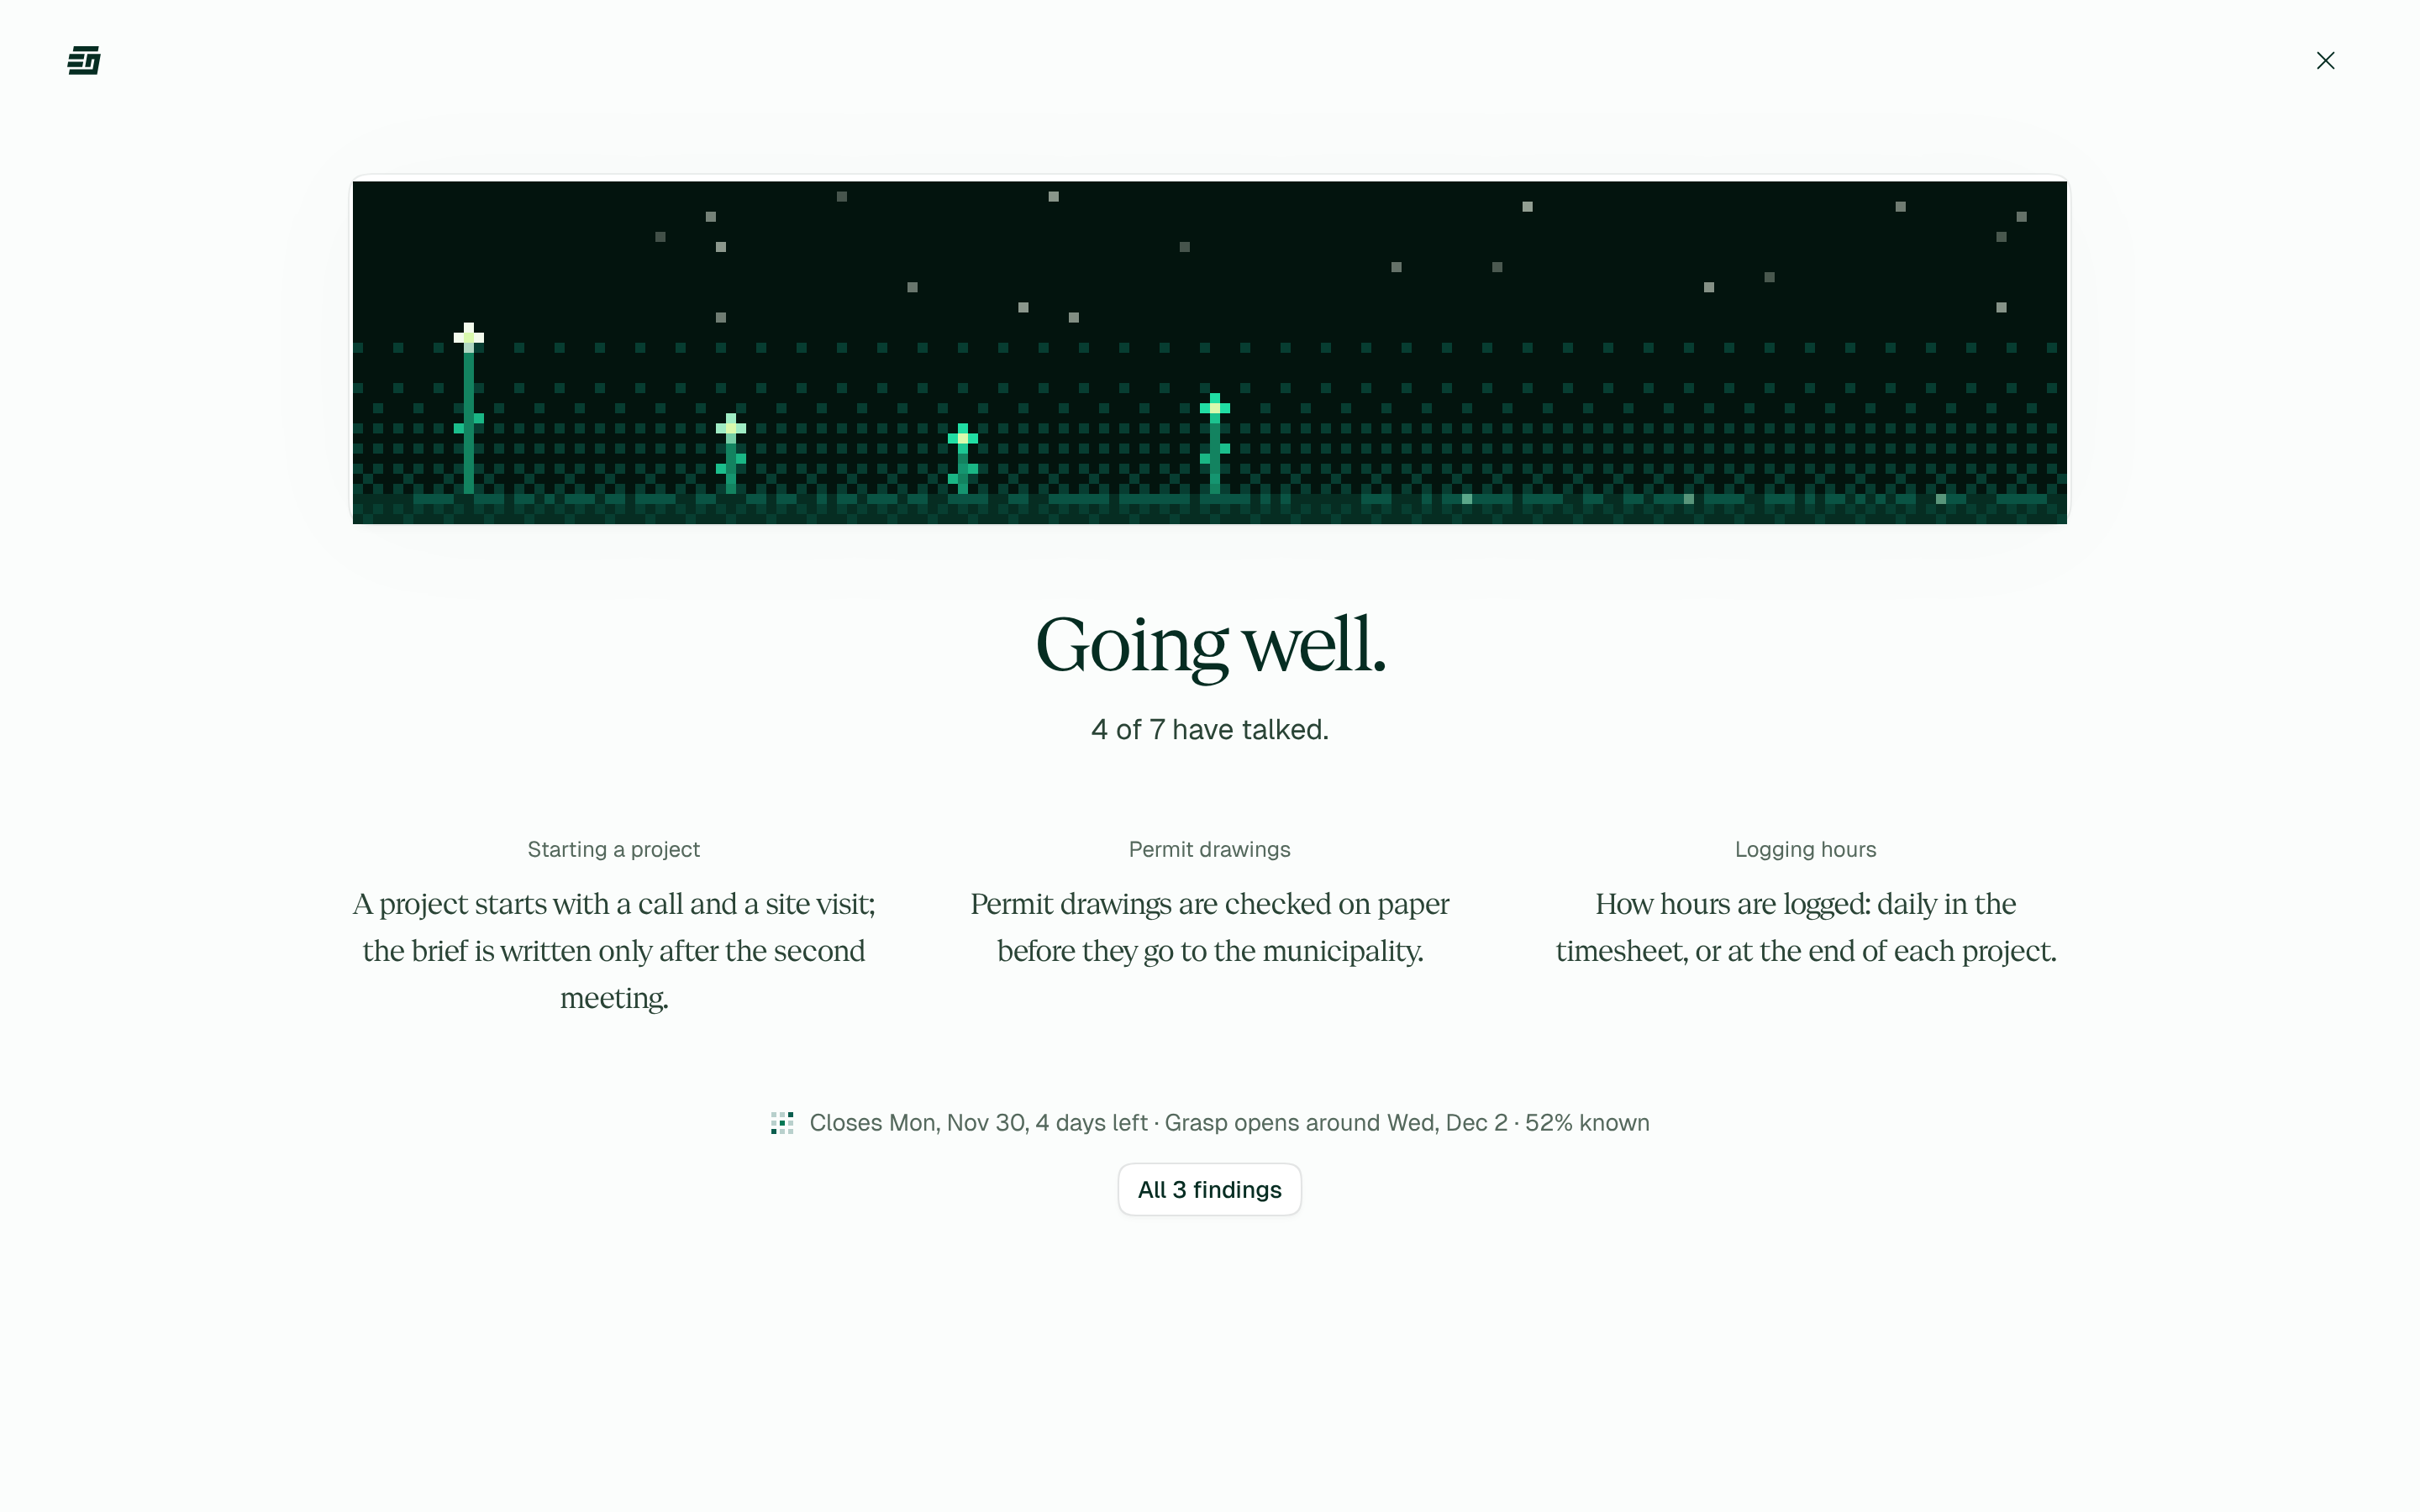 Going well.
4 of 7 have talked.
Starting a project
A project starts with a call and a site visit;
the brief is written only after the second
meeting.
Permit drawings
Permit drawings are checked on paper
before they go to the municipality.
Logging hours
How hours are logged: daily in the
timesheet, or at the end of each project.
Closes Mon, Nov 30, 4 days left · Grasp opens around Wed, Dec 2 · 52% known
All 3 findings